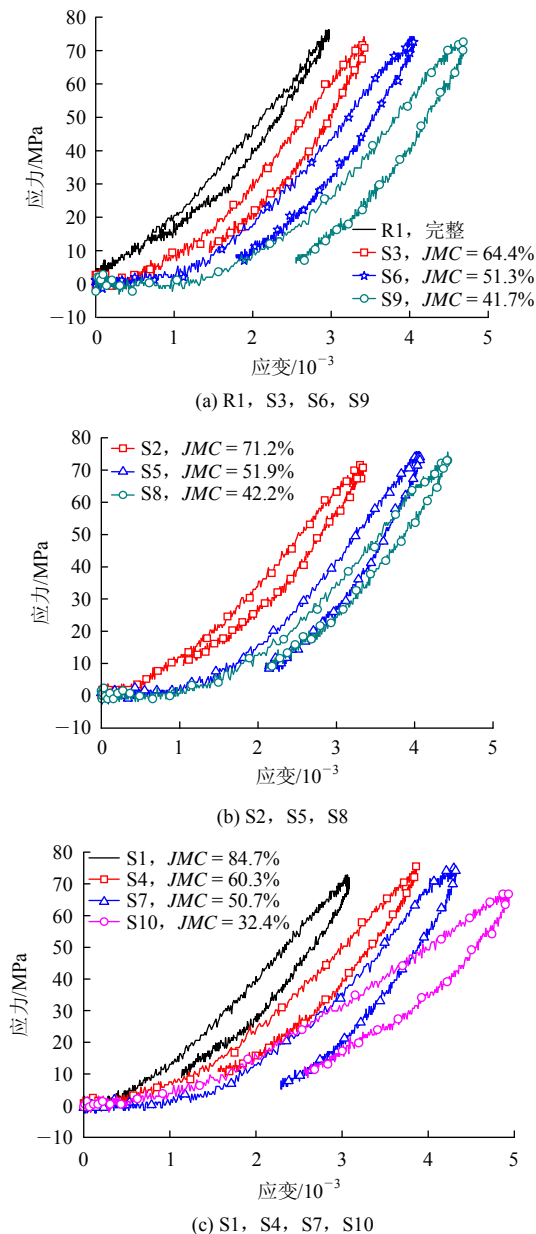 80
70
60
50
40
30
20
10
0
−10
应力/MPa
R1，完整
S3，JMC = 64.4%
S6，JMC = 51.3%
S9，JMC = 41.7%
0 1 2 3 4 5
应变/10⁻³
(a) R1，S3，S6，S9
80
70
60
50
40
30
20
10
0
−10
应力/MPa
S2，JMC = 71.2%
S5，JMC = 51.9%
S8，JMC = 42.2%
0 1 2 3 4 5
应变/10⁻³
(b) S2，S5，S8
80
70
60
50
40
30
20
10
0
−10
应力/MPa
S1，JMC = 84.7%
S4，JMC = 60.3%
S7，JMC = 50.7%
S10，JMC = 32.4%
0 1 2 3 4 5
应变/10⁻³
(c) S1，S4，S7，S10